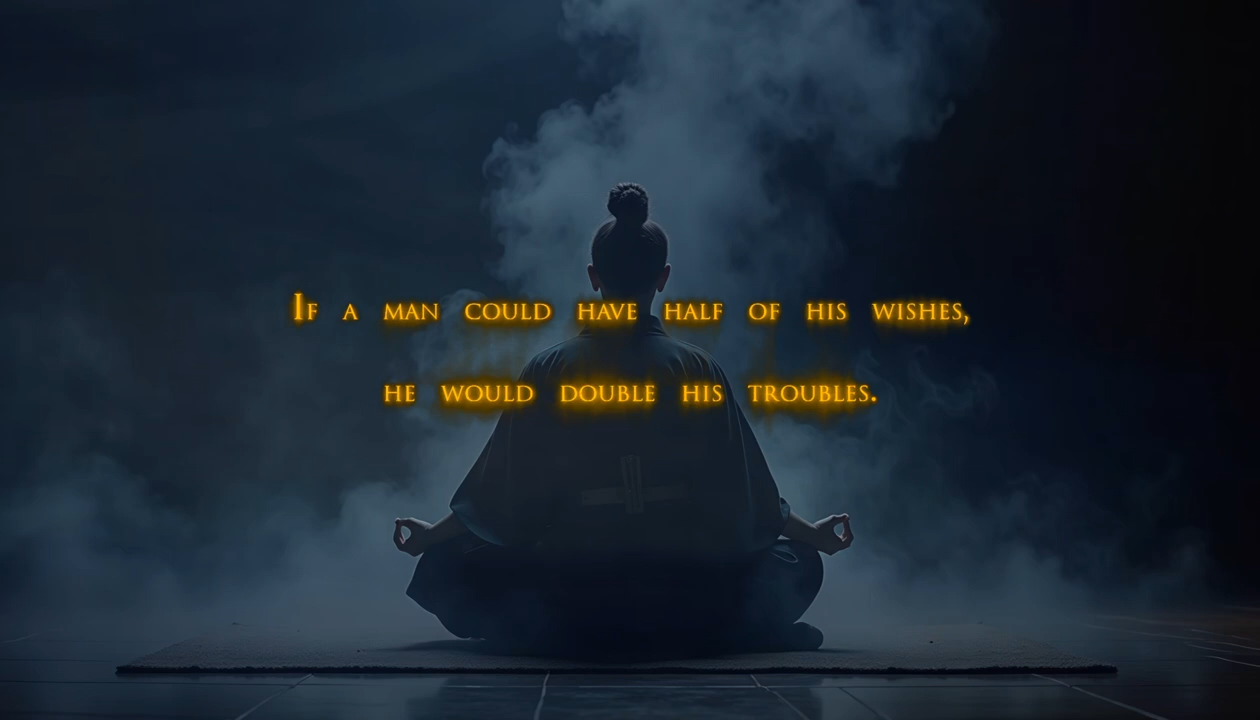 If a man could have half of his wishes,
he would double his troubles.